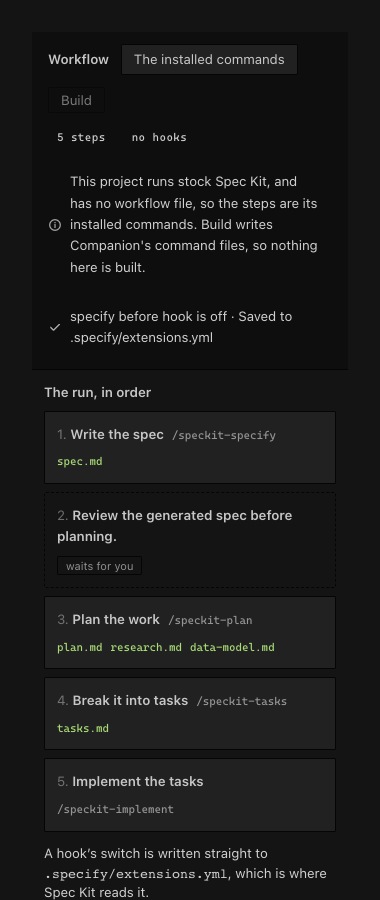 Workflow The installed commands
Build
5 steps no hooks
This project runs stock Spec Kit, and
has no workflow file, so the steps are its
installed commands. Build writes
Companion's command files, so nothing
here is built.
specify before hook is off · Saved to
.specify/extensions.yml
The run, in order
1. Write the spec /speckit-specify
spec.md
2. Review the generated spec before
planning.
waits for you
3. Plan the work /speckit-plan
plan.md research.md data-model.md
4. Break it into tasks /speckit-tasks
tasks.md
5. Implement the tasks
/speckit-implement
A hook’s switch is written straight to
.specify/extensions.yml, which is where
Spec Kit reads it.